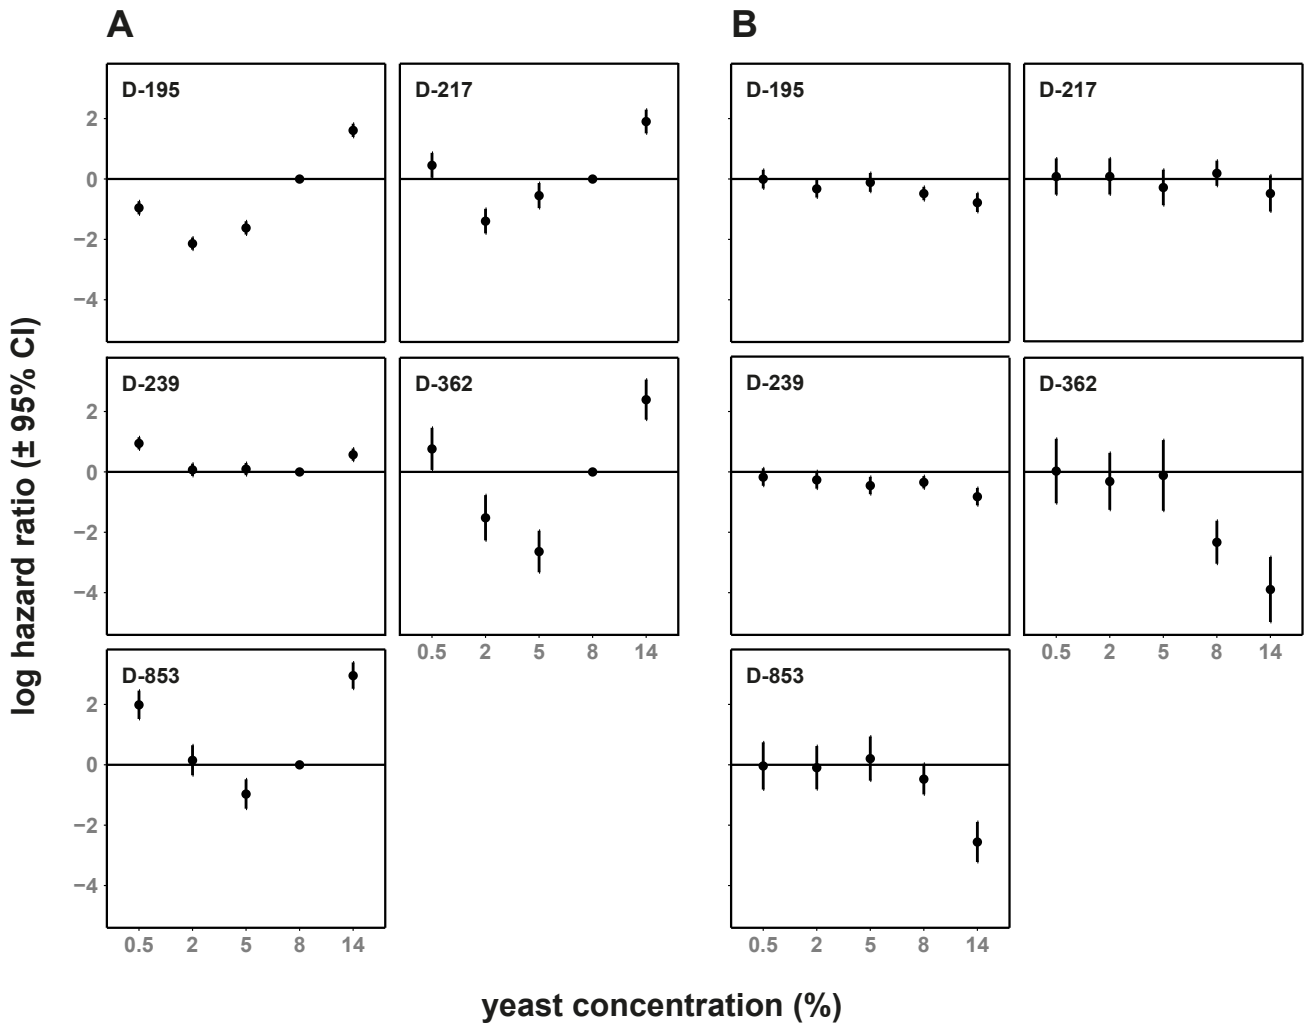 A
B
D-195
D-217
D-195
D-217
2
0
−2
−4
D-239
D-362
D-239
D-362
2
0
−2
−4
0.5 2 5 8 14
0.5 2 5 8 14
D-853
D-853
2
0
−2
−4
0.5 2 5 8 14
0.5 2 5 8 14
log hazard ratio (± 95% CI)
yeast concentration (%)